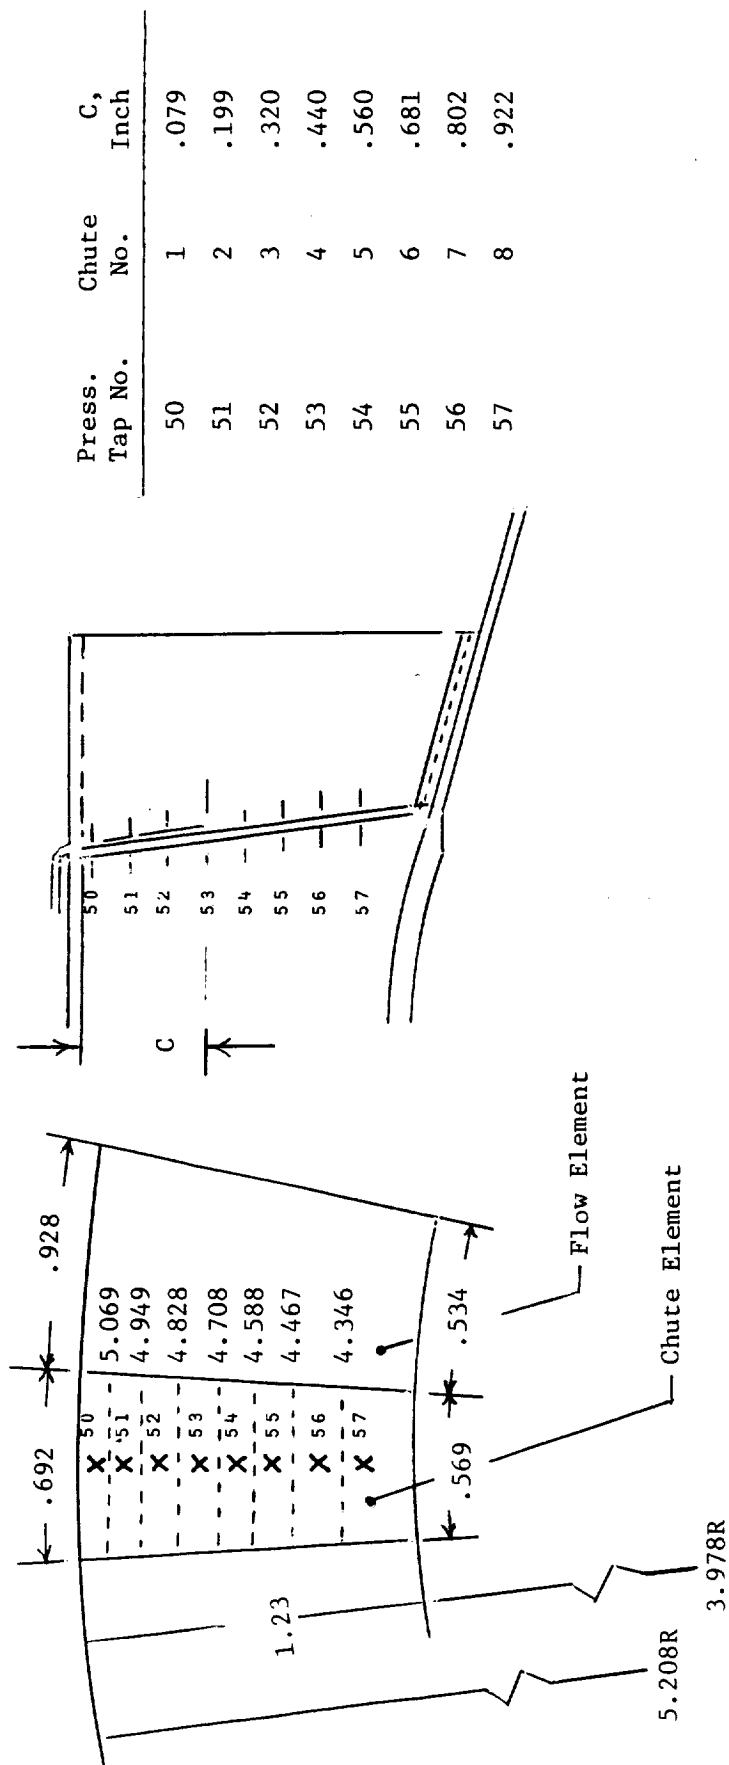 Press. Chute C,
Tap No. No. Inch
50 1 .079
51 2 .199
52 3 .320
53 4 .440
54 5 .560
55 6 .681
56 7 .802
57 8 .922
C
50
51
52
53
54
55
56
57
.692
.928
50
51
52
53
54
55
56
57
5.069
4.949
4.828
4.708
4.588
4.467
4.346
.569
.534
1.23
Flow Element
Chute Element
5.208R
3.978R